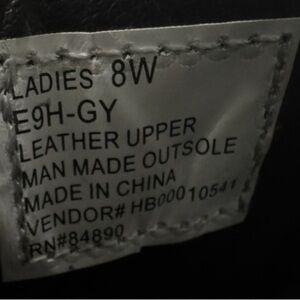 LADIES 8W
E9H-GY
LEATHER UPPER
MAN MADE OUTSOLE
MADE IN CHINA
VENDOR# HB00010541
RN#84890